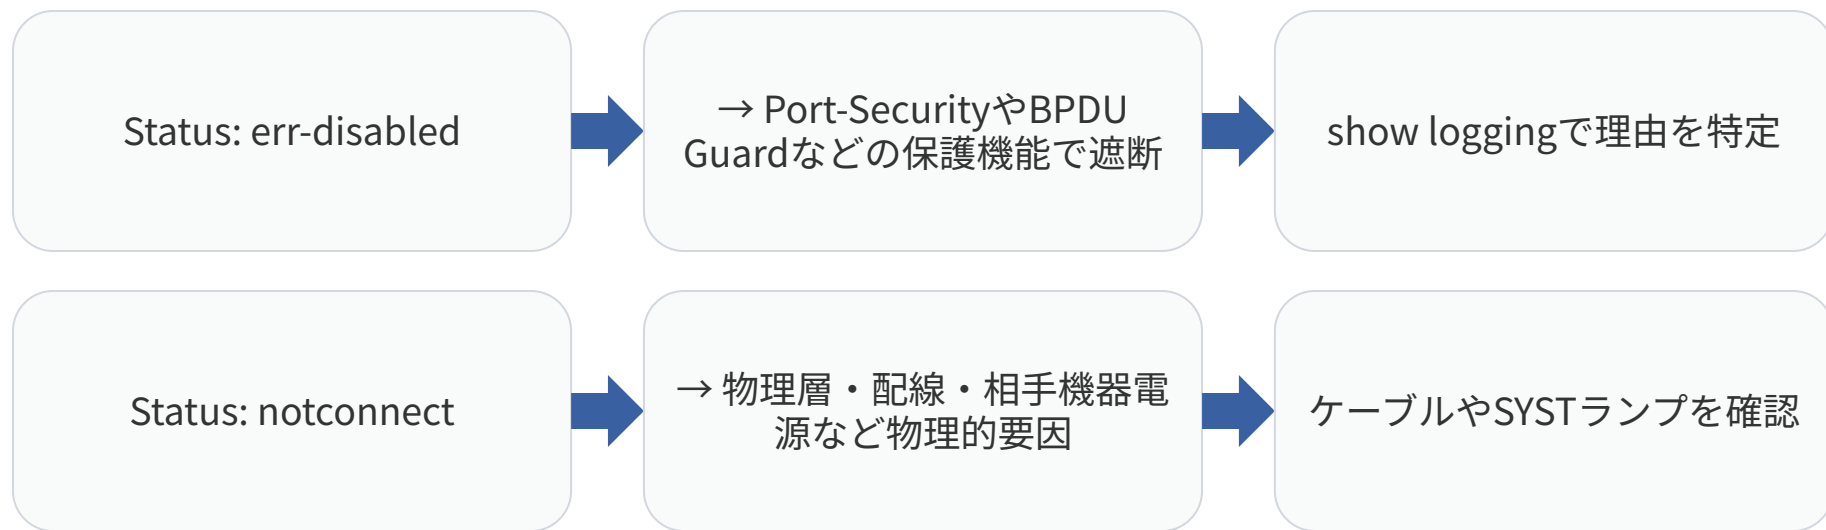 Status: err-disabled
→ Port-SecurityやBPDU
Guardなどの保護機能で遮断
show loggingで理由を特定
Status: notconnect
→ 物理層・配線・相手機器電
源など物理的要因
ケーブルやSYSTランプを確認